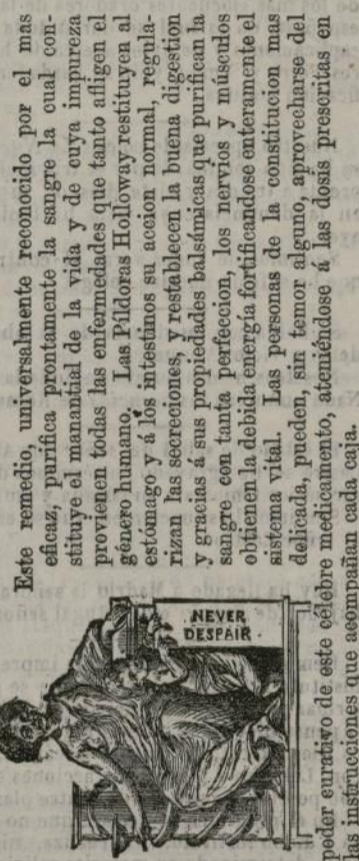 Este remedio, universalmente reconocido por el mas
eficaz, purifica prontamente la sangre la cual con-
stituye el manantial de la vida y de cuya impureza
provienen todas las enfermedades que tanto afligen el
género humano. Las Píldoras Holloway restituyen al
estómago y á los intestinos su accion normal, regula-
rizan las secreciones, y restablecen la buena digestion
y gracias á sus propiedades balsámicas que purifican la
sangre con tanta perfeccion, los nervios y músculos
obtienen la debida energía fortificandose enteramente el
sistema vital. Las personas de la constitucion mas
delicada, pueden, sin temor alguno, aprovecharse del
poder curativo de este célebre medicamento, ateniéndose á las dosis prescritas en
las instrucciones que acompañan cada caja.
NEVER
DESPAIR.